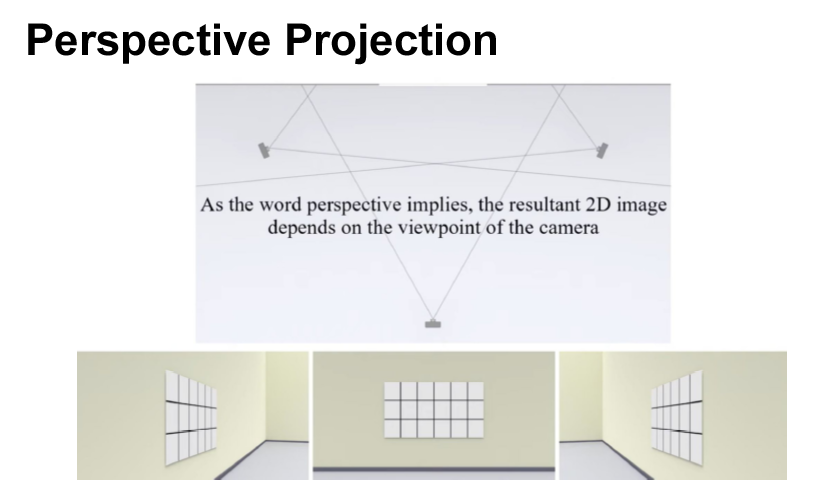 Perspective Projection
As the word perspective implies, the resultant 2D image
depends on the viewpoint of the camera